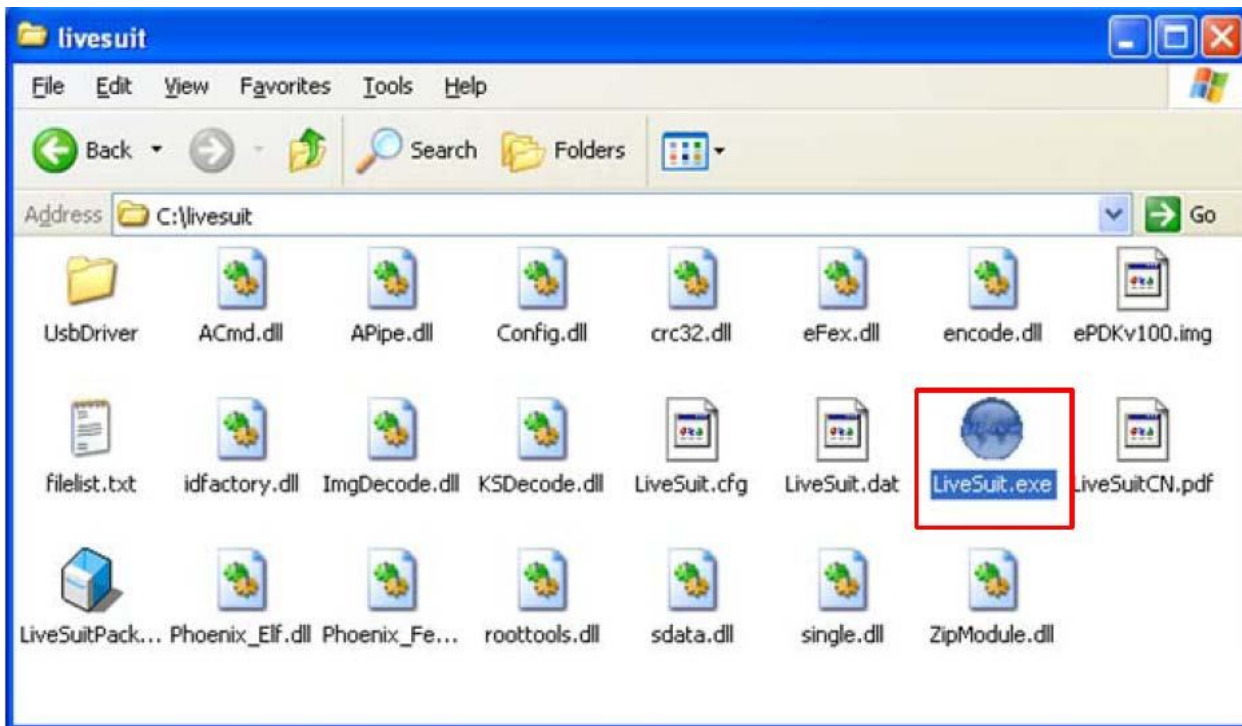 livesuit
File Edit View Favorites Tools Help
Back Search Folders
Address C:\livesuit Go
UsbDriver ACmd.dll APipe.dll Config.dll crc32.dll eFex.dll encode.dll ePDKv100.img
filelist.txt idfactory.dll ImgDecode.dll KSDecode.dll LiveSuit.cfg LiveSuit.dat LiveSuit.exe LiveSuitCN.pdf
LiveSuitPack... Phoenix_Elf.dll Phoenix_Fe... roottools.dll sdata.dll single.dll ZipModule.dll